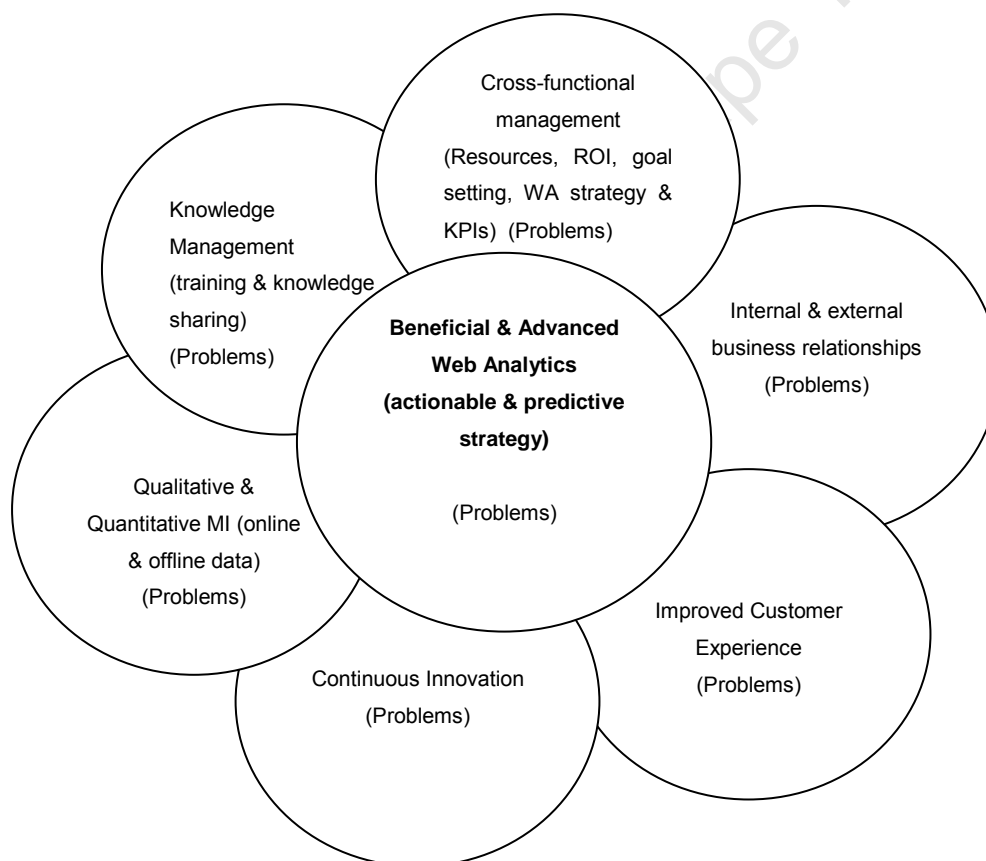 pe
Cross-functional
management
(Resources, ROI, goal
setting, WA strategy &
KPIs) (Problems)
Knowledge
Management
(training & knowledge
sharing)
(Problems)
Internal & external
business relationships
(Problems)
Beneficial & Advanced
Web Analytics
(actionable & predictive
strategy)
(Problems)
Qualitative &
Quantitative MI (online
& offline data)
(Problems)
Improved Customer
Experience
(Problems)
Continuous Innovation
(Problems)